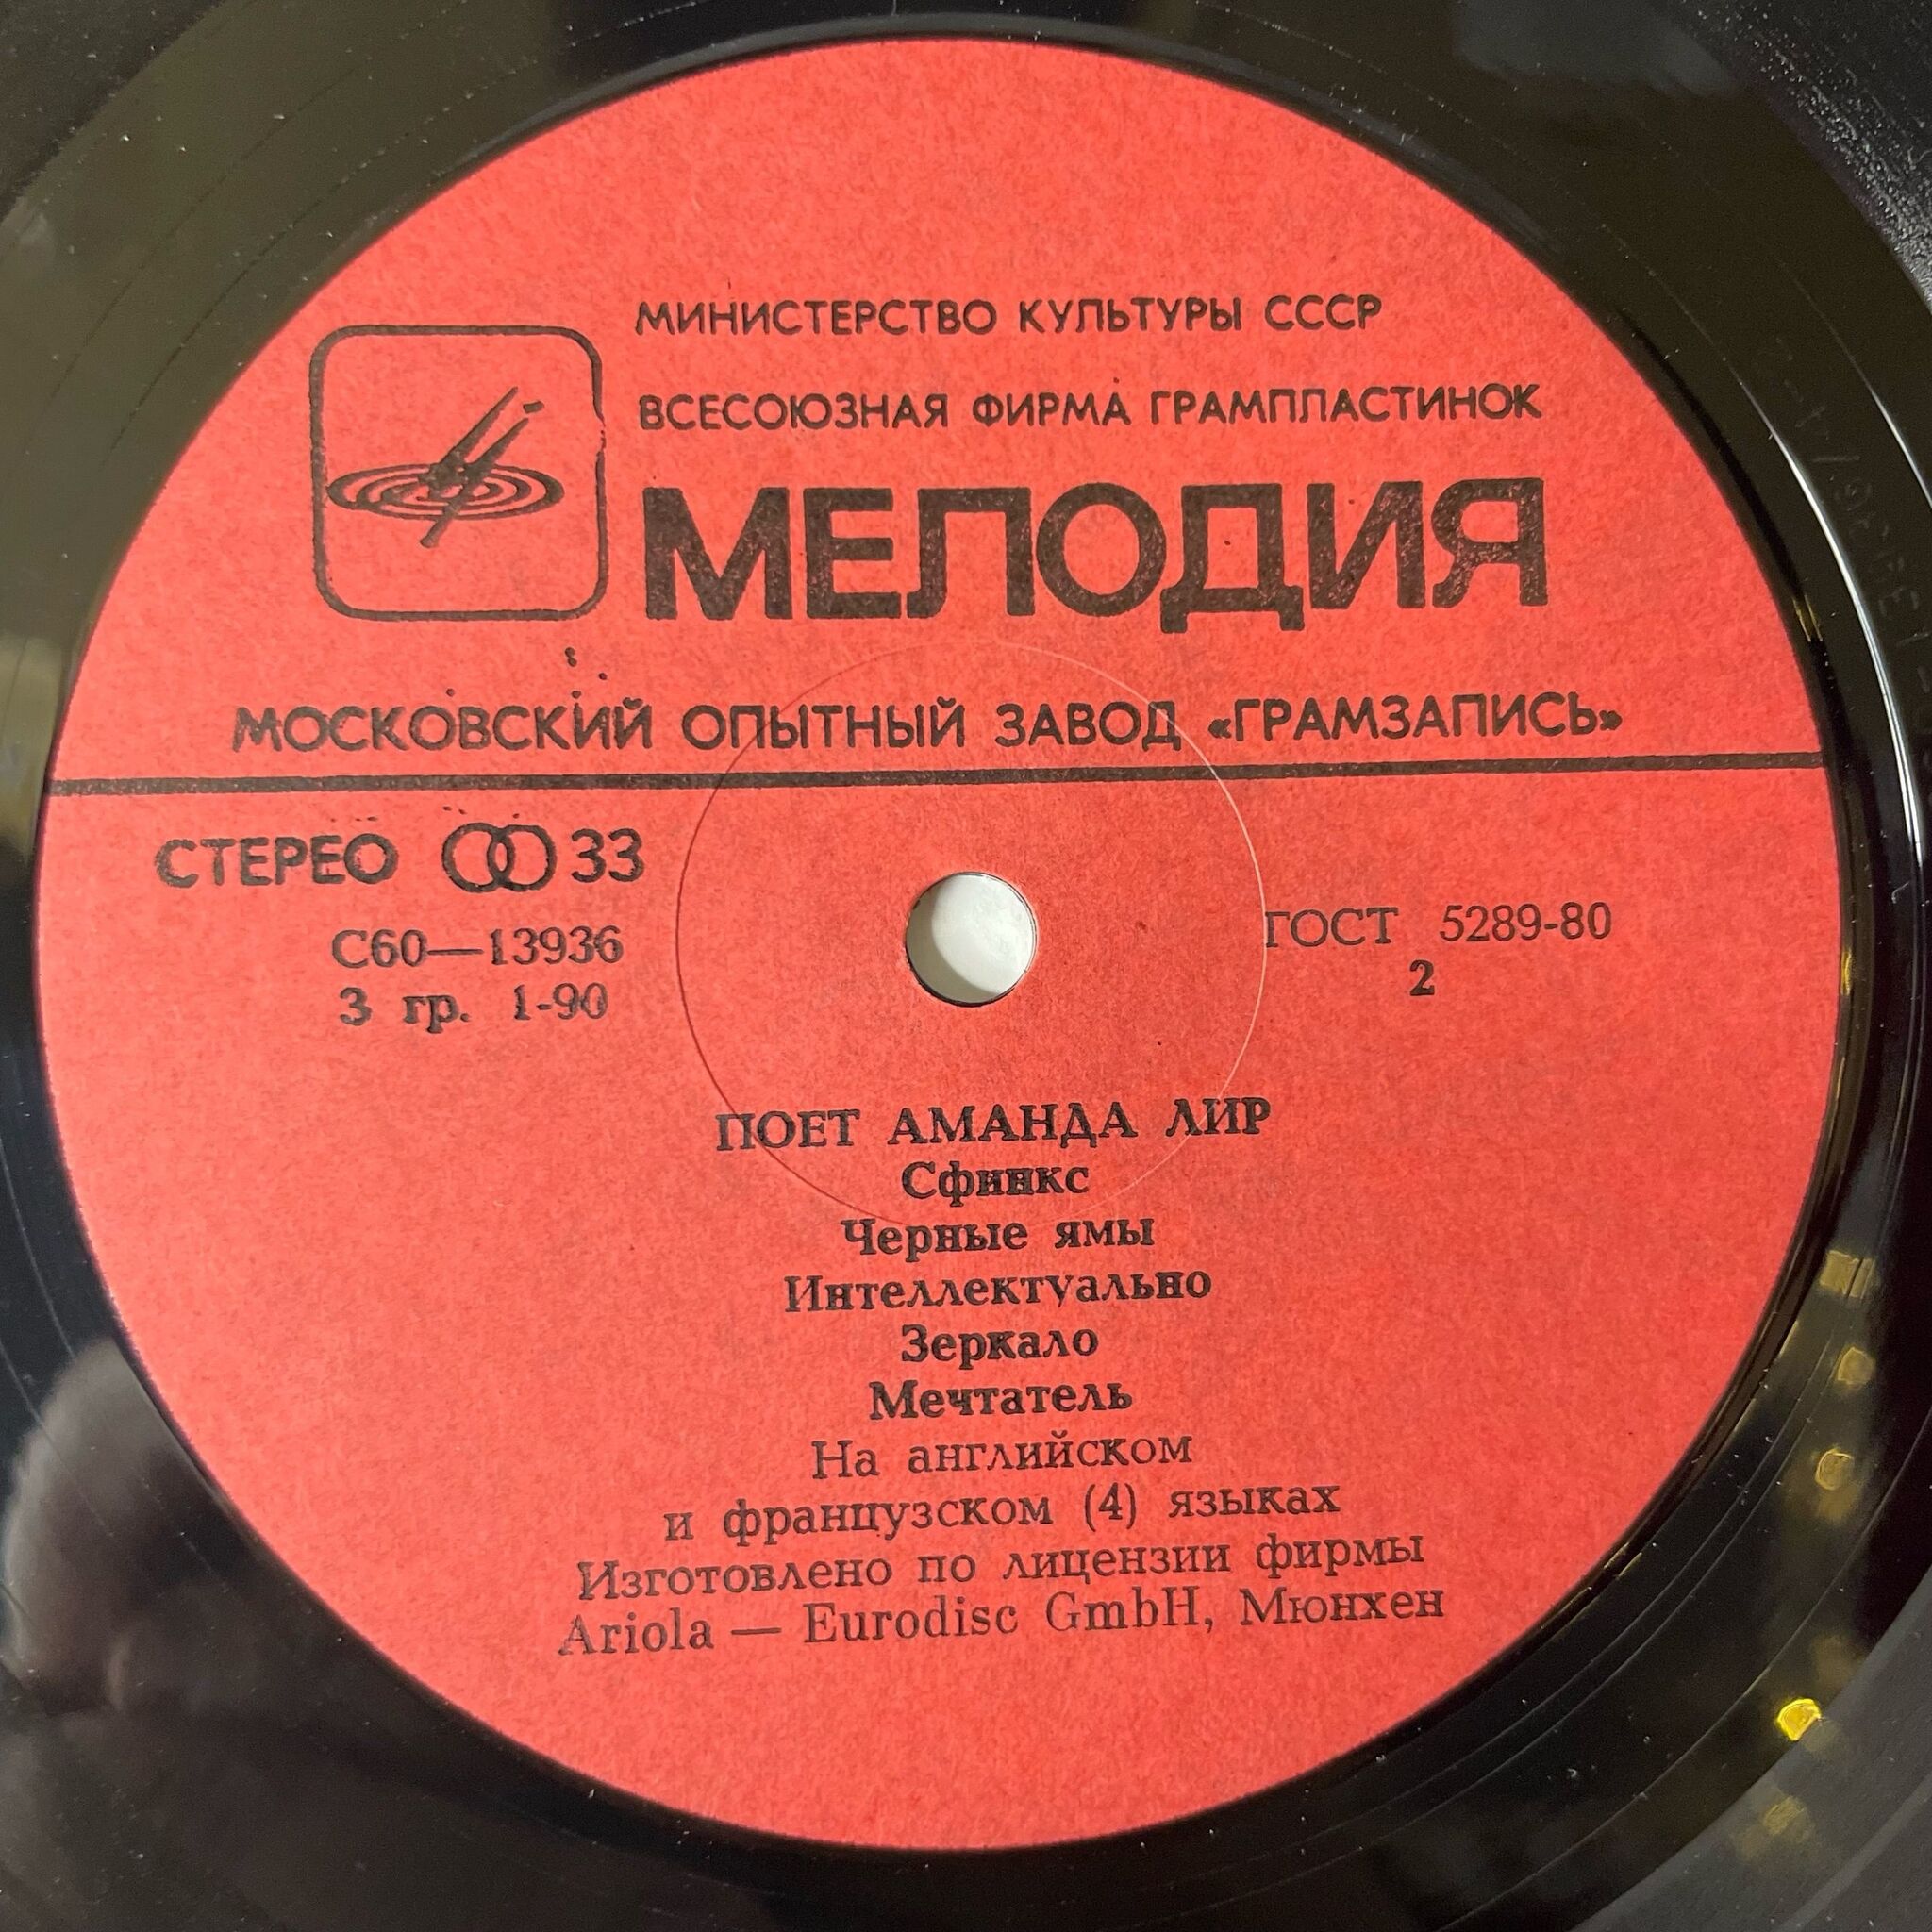 МИНИСТЕРСТВО КУЛЬТУРЫ СССР
ВСЕСОЮЗНАЯ ФИРМА ГРАМПЛАСТИНОК
МЕЛОДИЯ
МОСКОВСКИЙ ОПЫТНЫЙ ЗАВОД «ГРАМЗАПИСЬ»
СТЕРЕО 33
С60—13936
3 гр. 1-90
ГОСТ 5289-80
2
ПОЕТ АМАНДА ЛИР
Сфинкс
Черные ямы
Интеллектуально
Зеркало
Мечтатель
На английском
и французском (4) языках
Изготовлено по лицензии фирмы
Ariola — Eurodisc GmbH, Мюнхен